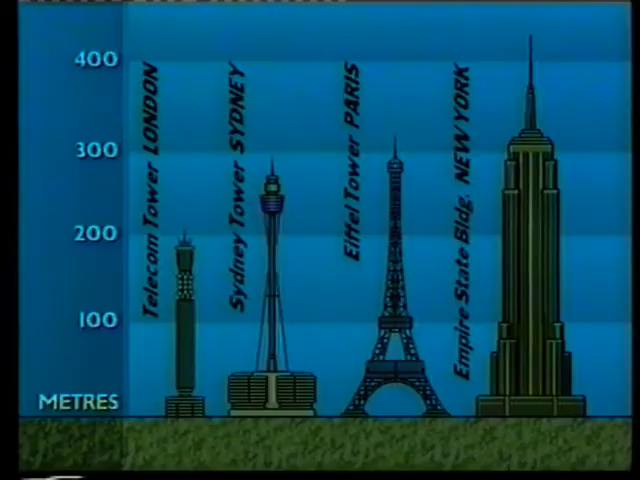 400
300
200
100
METRES
Telecom Tower LONDON
Sydney Tower SYDNEY
Eiffel Tower PARIS
Empire State Bldg. NEW YORK